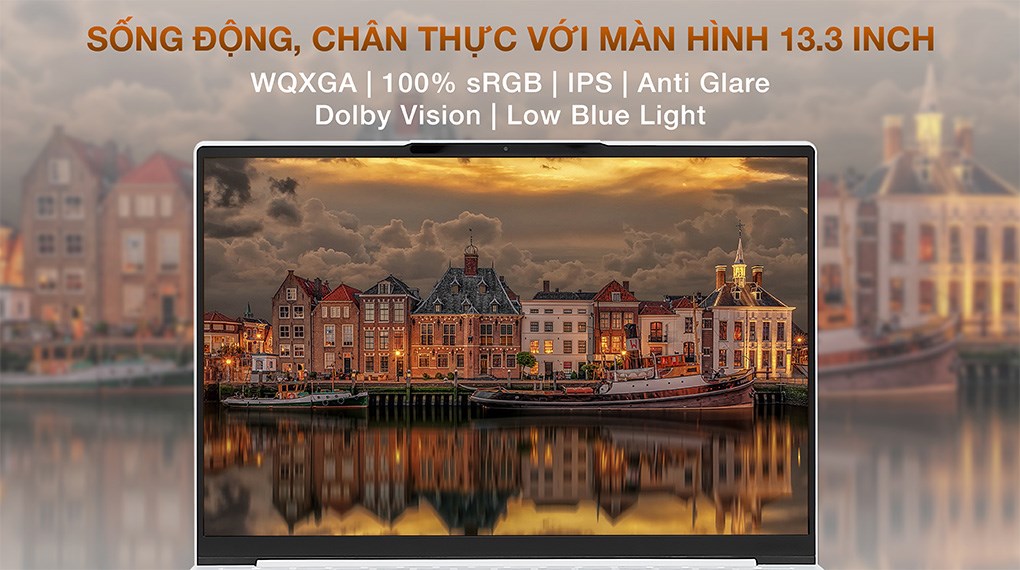 SỐNG ĐỘNG, CHÂN THỰC VỚI MÀN HÌNH 13.3 INCH
WQXGA | 100% sRGB | IPS | Anti Glare
Dolby Vision | Low Blue Light